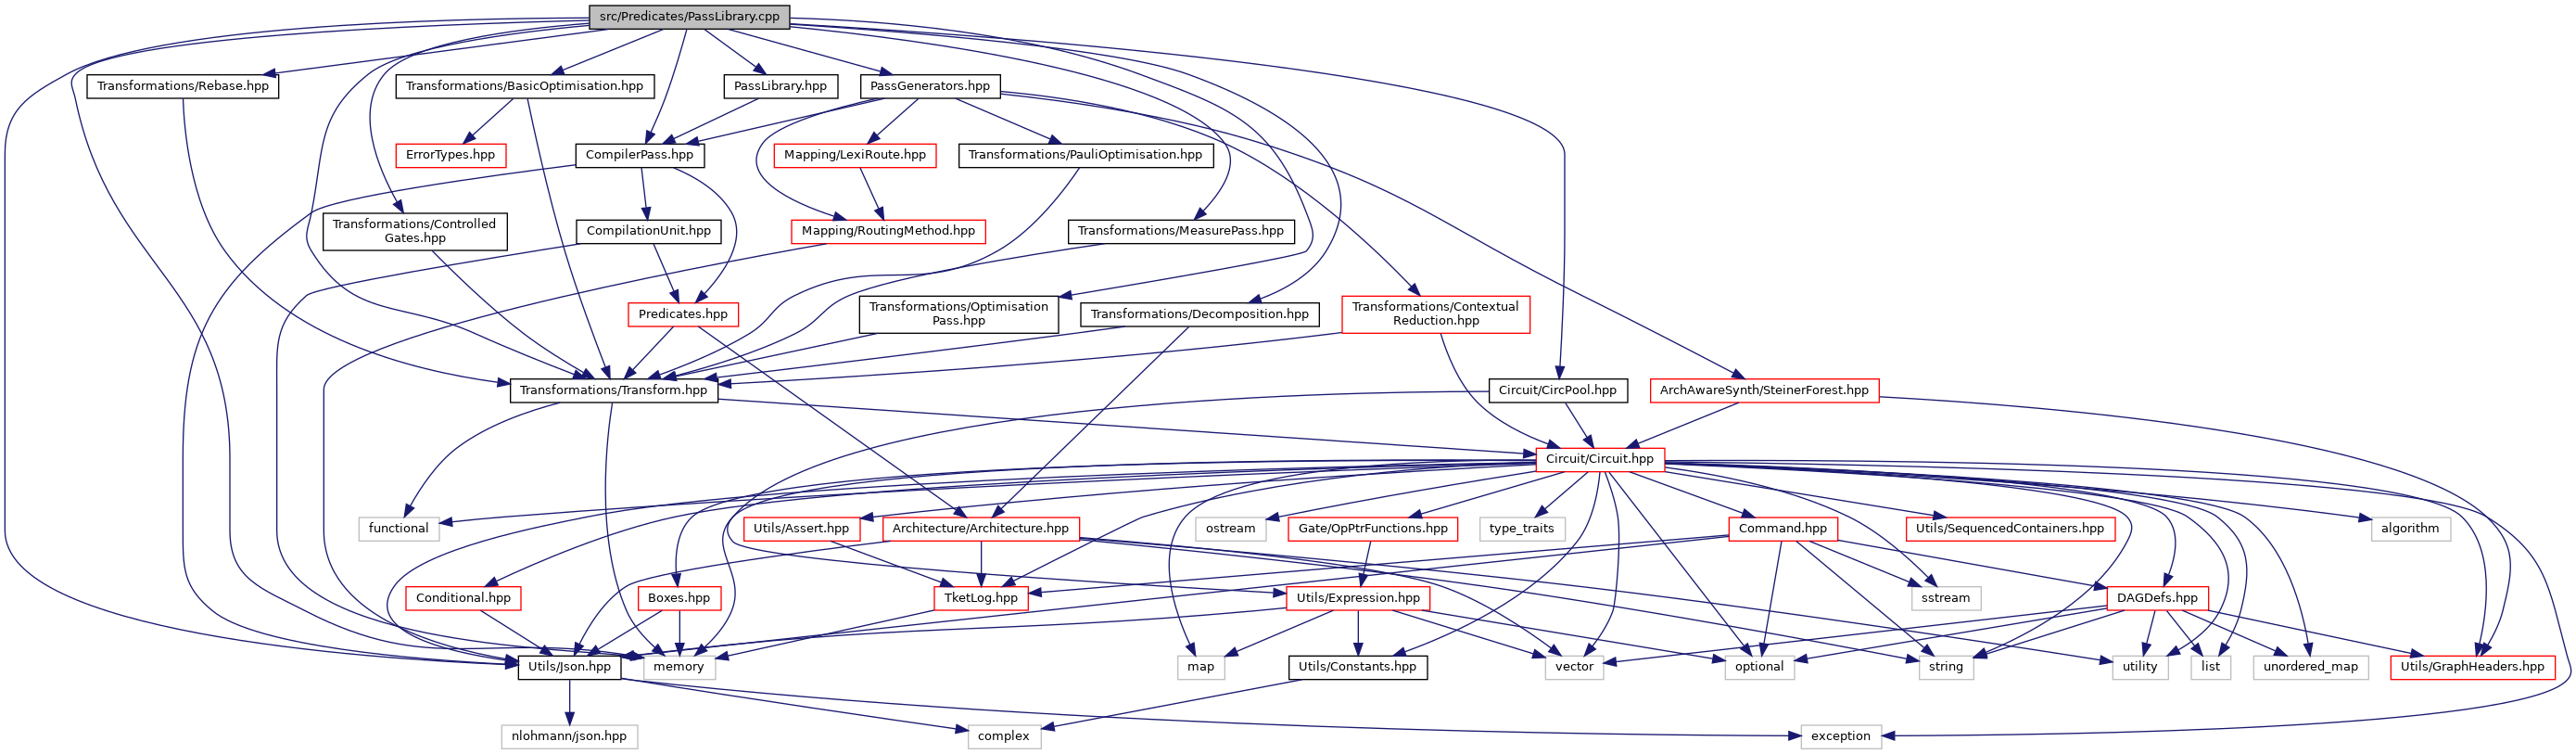 src/Predicates/PassLibrary.cpp
Transformations/Rebase.hpp
Transformations/BasicOptimisation.hpp
PassLibrary.hpp
PassGenerators.hpp
ErrorTypes.hpp
CompilerPass.hpp
Mapping/LexiRoute.hpp
Transformations/PauliOptimisation.hpp
Transformations/Controlled
Gates.hpp
CompilationUnit.hpp
Mapping/RoutingMethod.hpp
Transformations/MeasurePass.hpp
Predicates.hpp
Transformations/Optimisation
Pass.hpp
Transformations/Decomposition.hpp
Transformations/Contextual
Reduction.hpp
Transformations/Transform.hpp
Circuit/CircPool.hpp
ArchAwareSynth/SteinerForest.hpp
Circuit/Circuit.hpp
functional
Utils/Assert.hpp
Architecture/Architecture.hpp
ostream
Gate/OpPtrFunctions.hpp
type_traits
Command.hpp
Utils/SequencedContainers.hpp
algorithm
Conditional.hpp
Boxes.hpp
TketLog.hpp
Utils/Expression.hpp
sstream
DAGDefs.hpp
Utils/Json.hpp
memory
map
Utils/Constants.hpp
vector
optional
string
utility
list
unordered_map
Utils/GraphHeaders.hpp
nlohmann/json.hpp
complex
exception